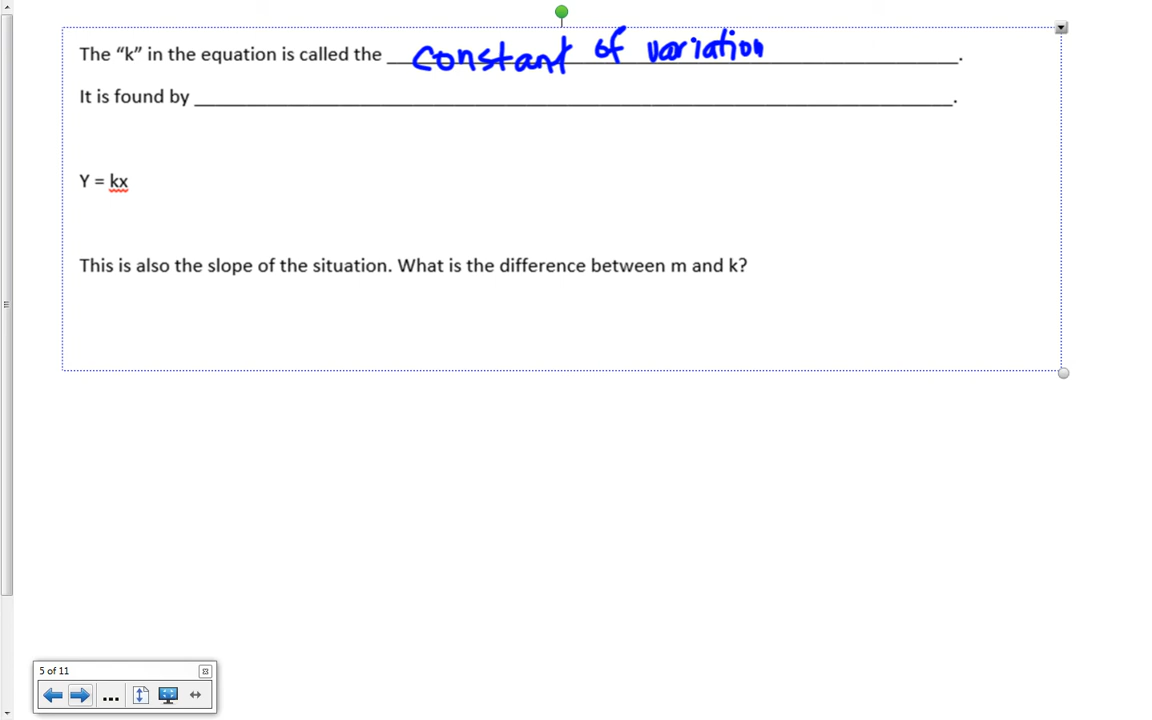 The “k” in the equation is called the constant of variation.
It is found by ______________________________.
Y = kx
This is also the slope of the situation. What is the difference between m and k?
5 of 11